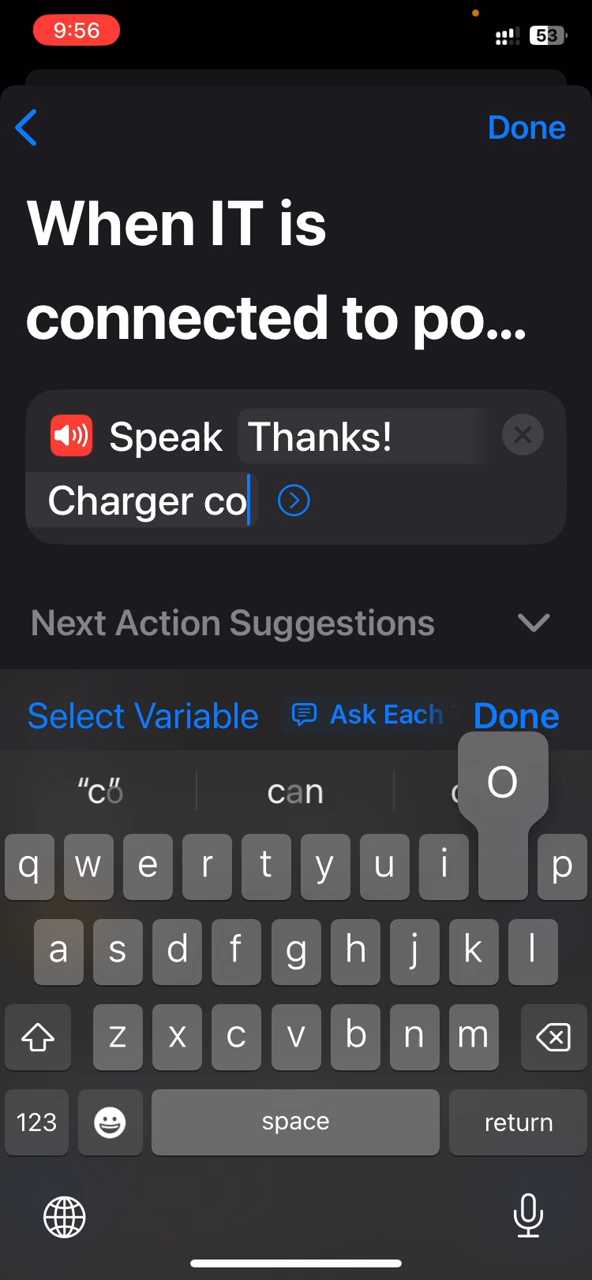 9:56
53
Done
When IT is
connected to po...
Speak Thanks!
Charger co
Next Action Suggestions
Select Variable Ask Each Done
"co" can
O
q w e r t y u i p
a s d f g h j k l
z x c v b n m
123 space return